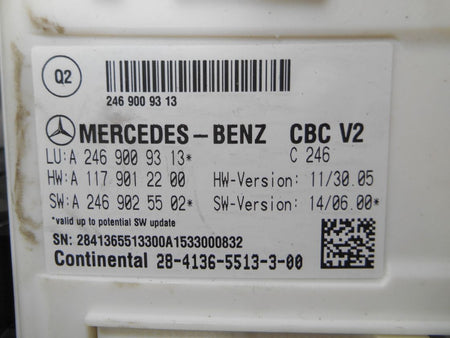 Q2
246 900 93 13
MERCEDES-BENZ CBC V2
LU:A 246 900 93 13* C 246
HW:A 117 901 22 00 HW-Version: 11/30.05
SW:A 246 902 55 02* SW-Version: 14/06.00*
*valid up to potential SW update
SN: 2841365513300A1533000832
Continental 28-4136-5513-3-00